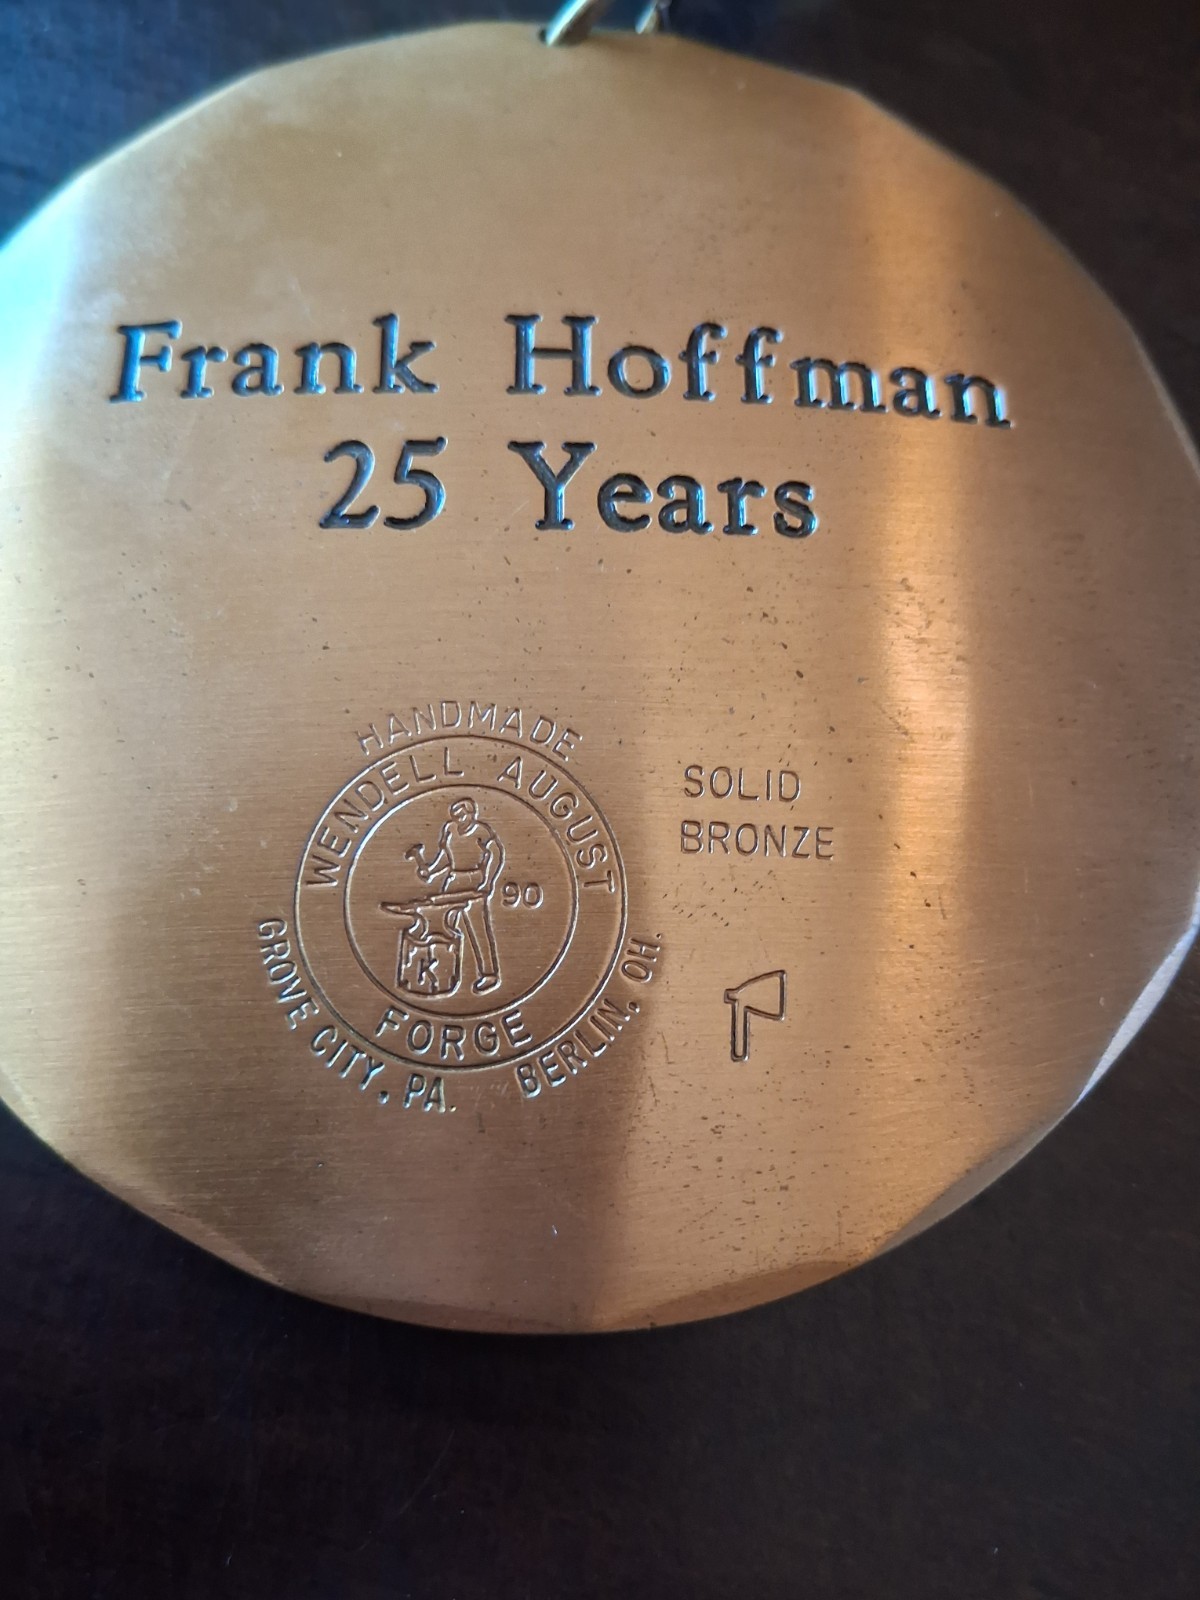 Frank Hoffman
25 Years
HANDMADE
WENDELL AUGUST
FORGE
90
K
GROVE CITY, PA. BERLIN, OH.
SOLID
BRONZE